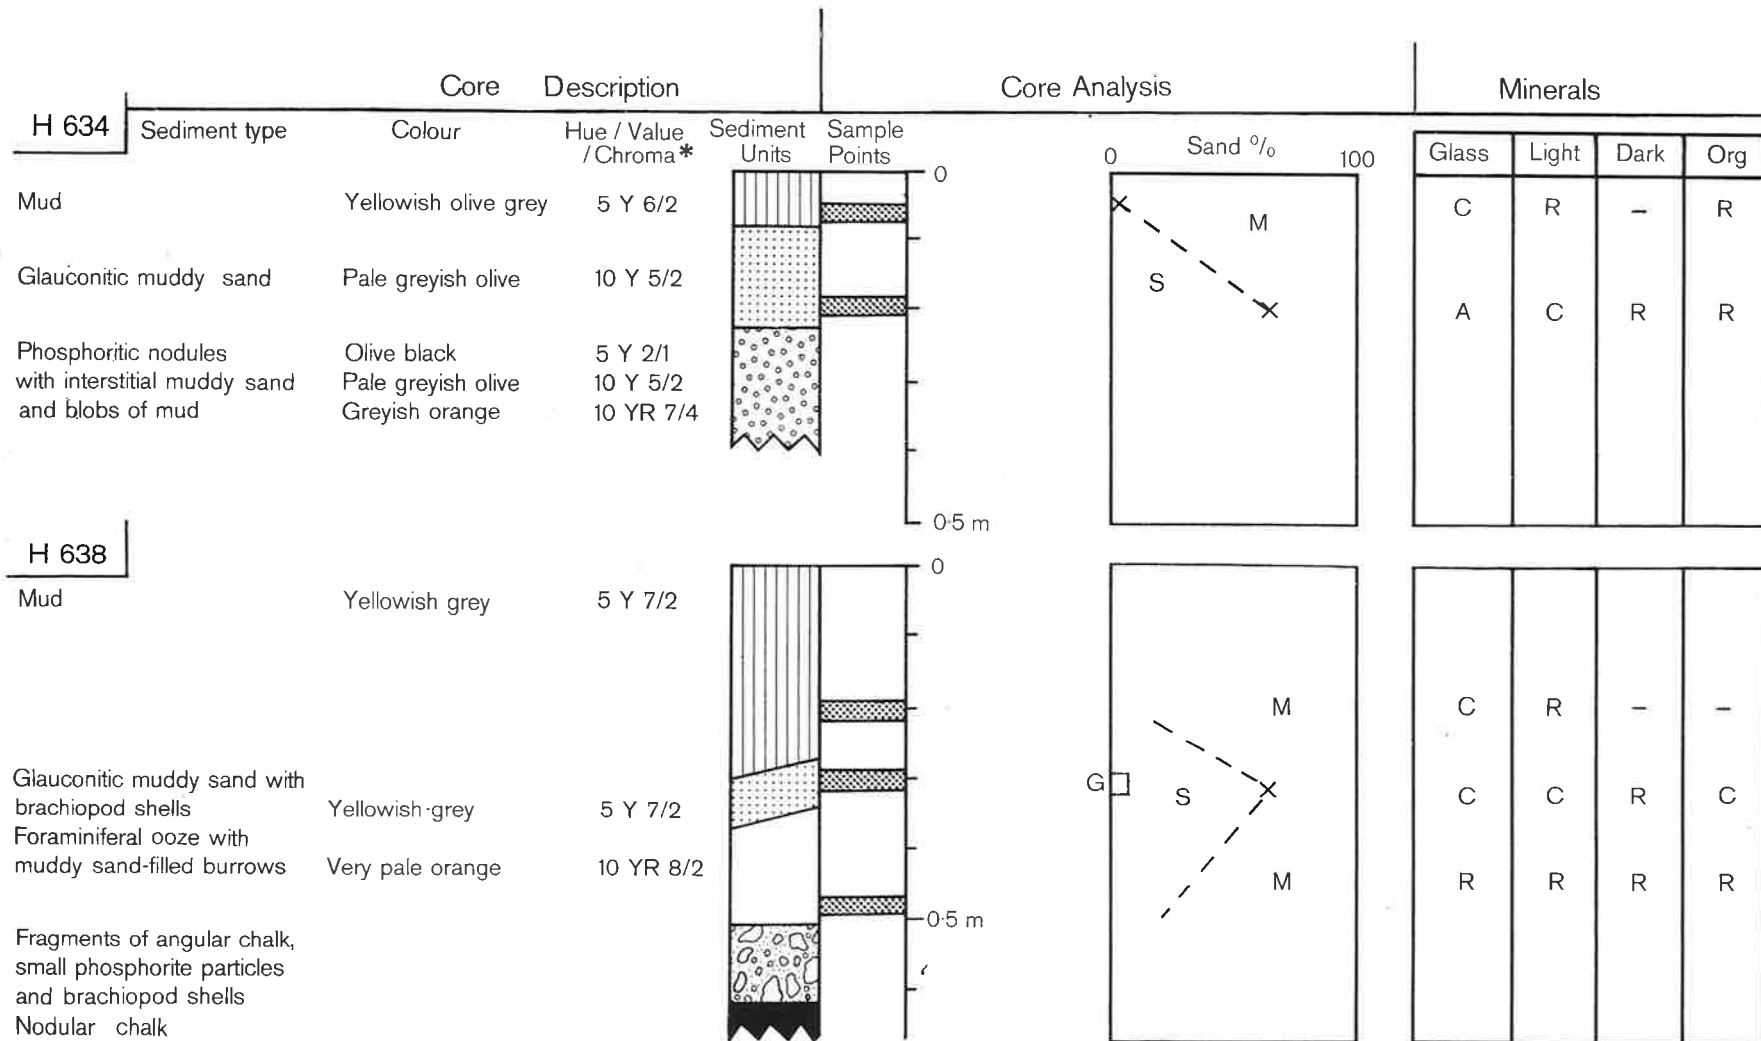 Core Description Core Analysis Minerals
H 634 Sediment type Colour Hue / Value / Chroma* Sediment Units Sample Points 0 Sand % 100 Glass Light Dark Org
0
Mud Yellowish olive grey 5 Y 6/2 M C R – R
Glauconitic muddy sand Pale greyish olive 10 Y 5/2 S
A C R R
Phosphoritic nodules Olive black 5 Y 2/1
with interstitial muddy sand Pale greyish olive 10 Y 5/2
and blobs of mud Greyish orange 10 YR 7/4
0·5 m
H 638
0
Mud Yellowish grey 5 Y 7/2
M C R – –
Glauconitic muddy sand with G
brachiopod shells Yellowish-grey 5 Y 7/2 S C C R C
Foraminiferal ooze with
muddy sand-filled burrows Very pale orange 10 YR 8/2 M R R R R
0·5 m
Fragments of angular chalk,
small phosphorite particles
and brachiopod shells
Nodular chalk